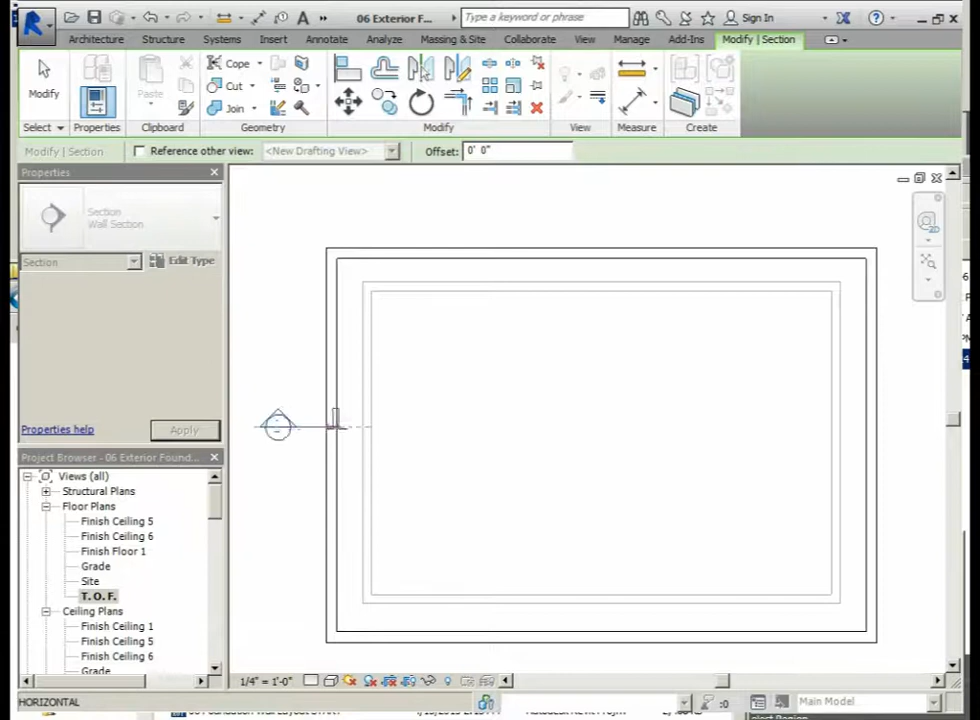 06 Exterior F...
Type a keyword or phrase
Sign In
Architecture Structure Systems Insert Annotate Analyze Massing & Site Collaborate View Manage Add-Ins Modify | Section
Modify
Properties
Paste
Cope
Cut
Join
Select Properties Clipboard Geometry Modify View Measure Create
Modify | Section
Reference other view: <New Drafting View> Offset: 0' 0"
Properties
Section
Wall Section
Section Edit Type
Properties help Apply
Project Browser - 06 Exterior Found...
Views (all)
Structural Plans
Floor Plans
Finish Ceiling 5
Finish Ceiling 6
Finish Floor 1
Grade
Site
T. O. F.
Ceiling Plans
Finish Ceiling 1
Finish Ceiling 5
Finish Ceiling 6
Grade
2D
1/4" = 1'-0"
HORIZONTAL
:0
Main Model